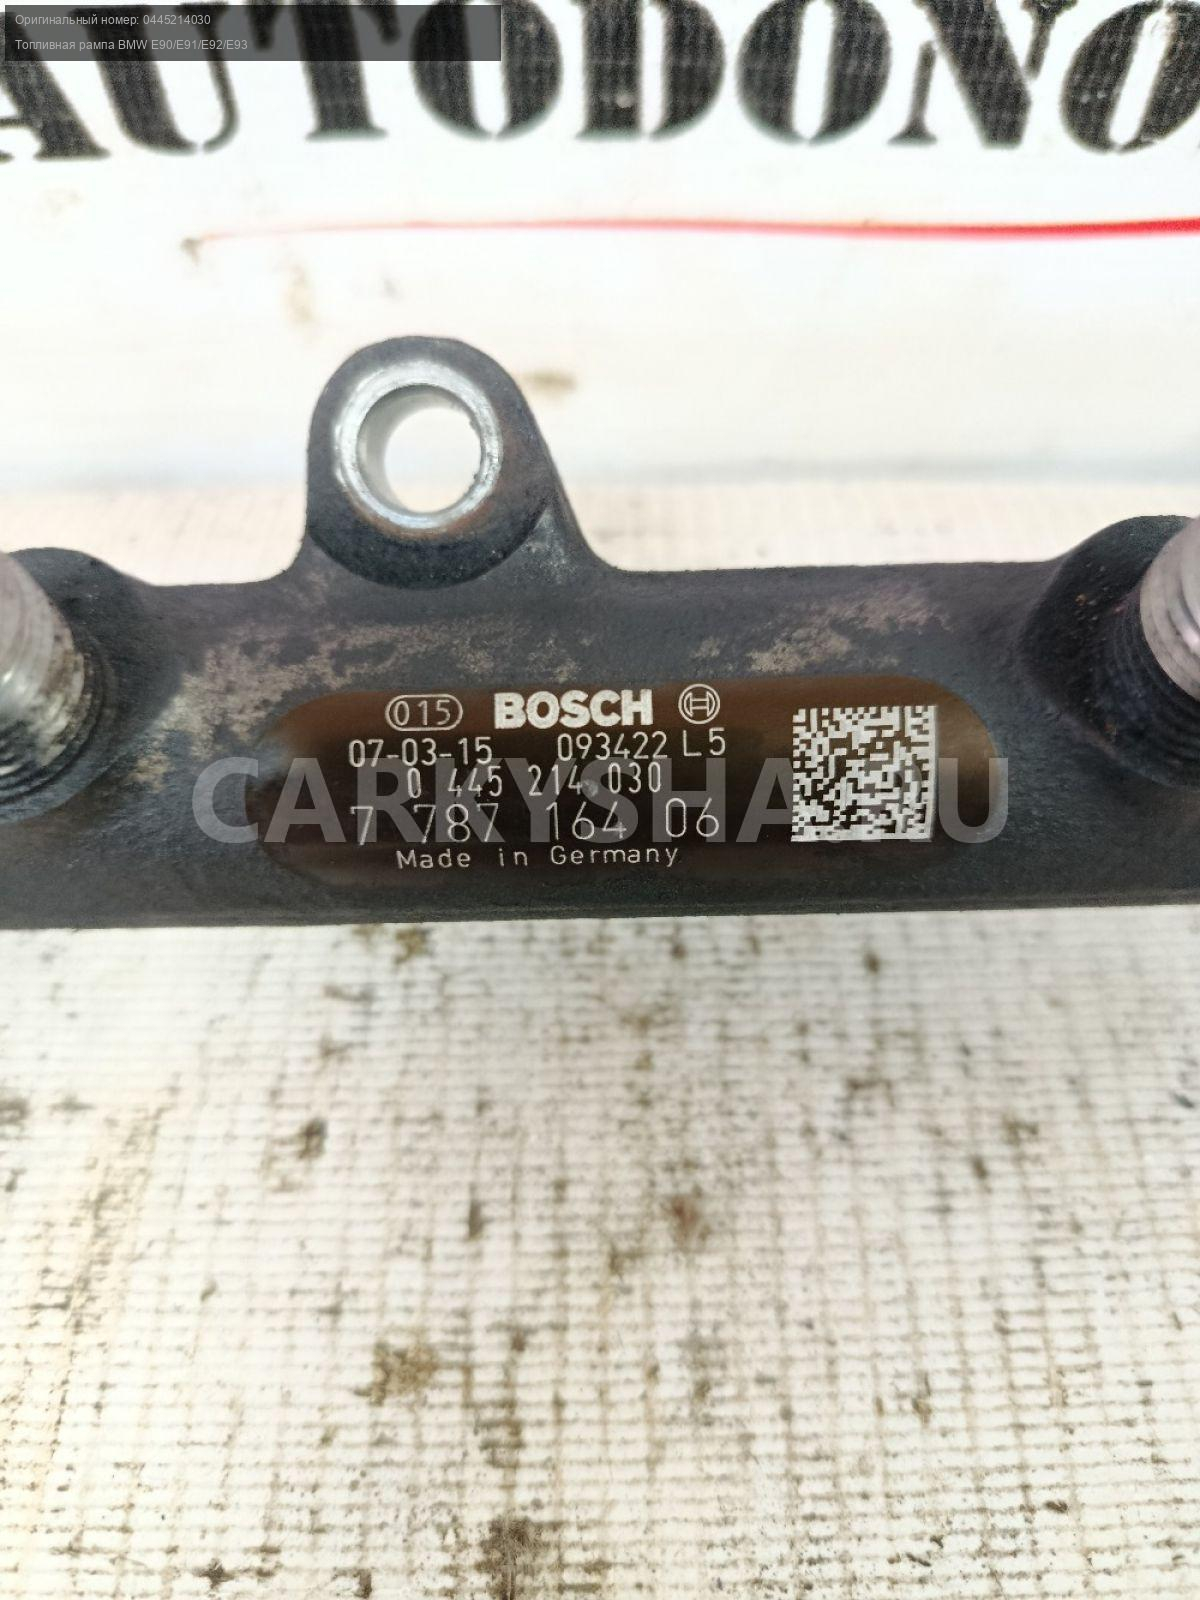 Оригинальный номер: 0445214030
Топливная рампа BMW E90/E91/E92/E93
AUTODONO
015 BOSCH
07-03-15 093422 L5
0 445 214 030
7 787 164 06
Made in Germany
CARKYSHA.RU